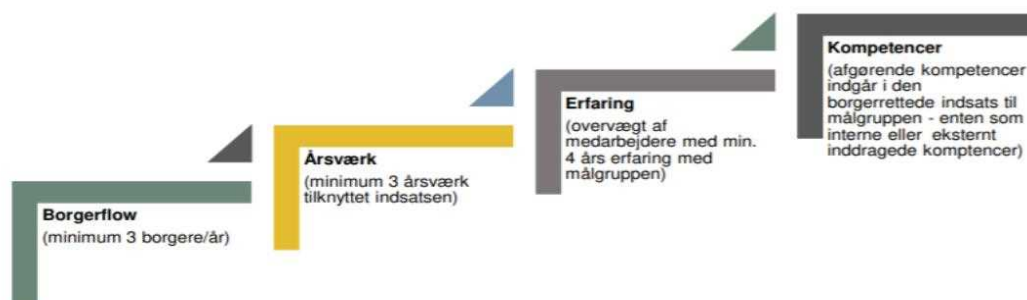 Borgerflow
(minimum 3 borgere/år)
Årsværk
(minimum 3 årsværk
tilknyttet indsatsen)
Erfaring
(overvægt af
medarbejdere med min.
4 års erfaring med
målgruppen)
Kompetencer
(afgørende kompetencer
indgår i den
borgerrettede indsats til
målgruppen - enten som
interne eller eksternt
inddragede komptencer)